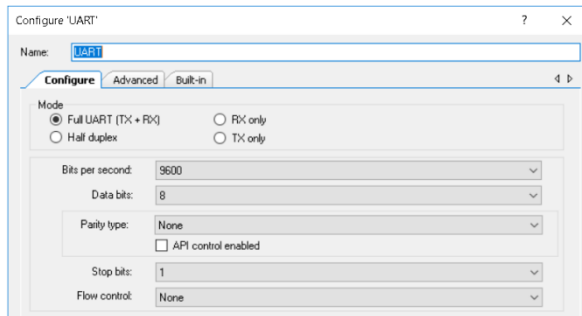 Configure 'UART' ? ×
Name: UART
Configure Advanced Built-in
Mode
Full UART (TX + RX) RX only
Half duplex TX only
Bits per second: 9600
Data bits: 8
Parity type: None
API control enabled
Stop bits: 1
Flow control: None